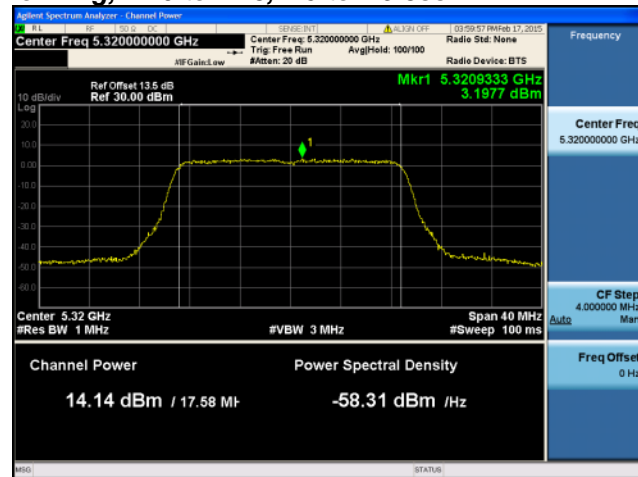 Agilent Spectrum Analyzer - Channel Power
RL RF 50 Ω DC SENSE:INT ALIGN OFF 03:59:57 PM Feb 17, 2015
Center Freq 5.320000000 GHz
Center Freq: 5.320000000 GHz
Radio Std: None
Trig: Free Run Avg|Hold: 100/100
#IFGain:Low #Atten: 20 dB Radio Device: BTS
Frequency
Ref Offset 13.5 dB
10 dB/div Ref 30.00 dBm
Mkr1 5.3209333 GHz
3.1977 dBm
Log
20.0
10.0
0.00
-10.0
-20.0
-30.0
-40.0
-50.0
-60.0
1
Center 5.32 GHz Span 40 MHz
#Res BW 1 MHz #VBW 3 MHz #Sweep 100 ms
Channel Power Power Spectral Density
14.14 dBm / 17.58 MH -58.31 dBm /Hz
Center Freq
5.320000000 GHz
CF Step
4.000000 MHz
Auto Man
Freq Offset
0 Hz
MSG STATUS